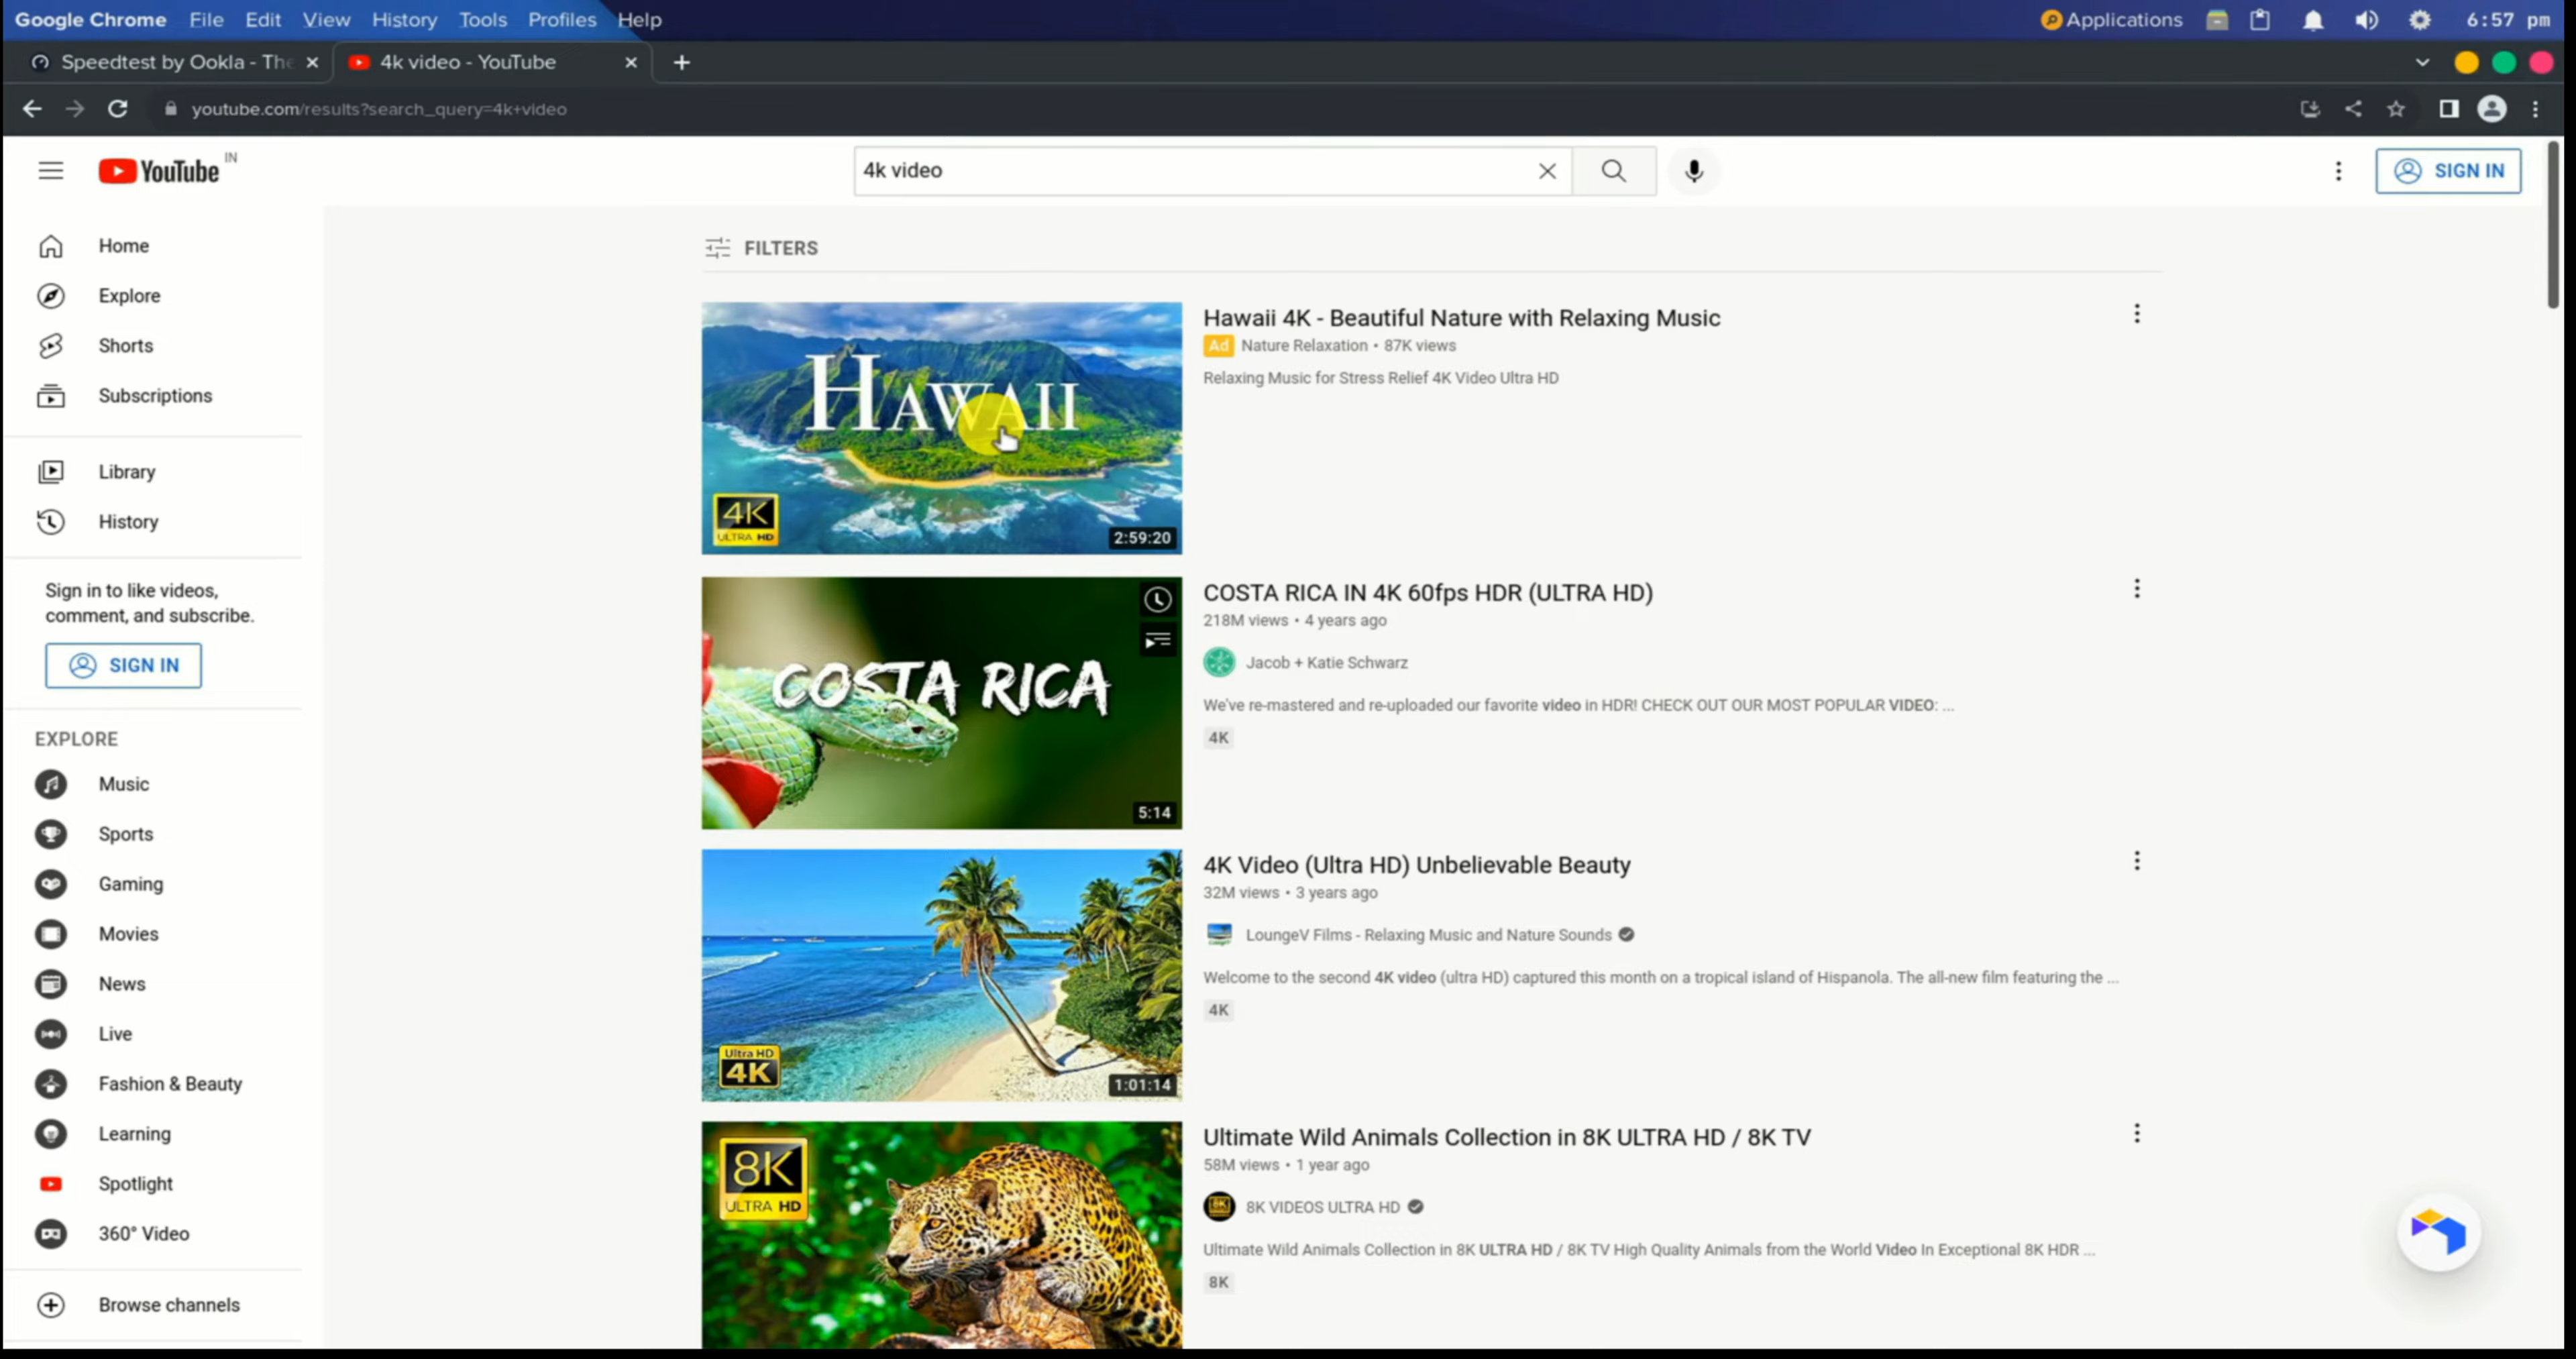 Google Chrome File Edit View History Tools Profiles Help Applications 6:57 pm
Speedtest by Ookla - The 4k video - YouTube
youtube.com/results?search_query=4k+video
YouTube IN
4k video
SIGN IN
Home
Explore
Shorts
Subscriptions
Library
History
Sign in to like videos,
comment, and subscribe.
SIGN IN
EXPLORE
Music
Sports
Gaming
Movies
News
Live
Fashion & Beauty
Learning
Spotlight
360° Video
Browse channels
FILTERS
HAWAII
4K
ULTRA HD
2:59:20
Hawaii 4K - Beautiful Nature with Relaxing Music
Ad Nature Relaxation • 87K views
Relaxing Music for Stress Relief 4K Video Ultra HD
COSTA RICA
5:14
COSTA RICA IN 4K 60fps HDR (ULTRA HD)
218M views • 4 years ago
Jacob + Katie Schwarz
We've re-mastered and re-uploaded our favorite video in HDR! CHECK OUT OUR MOST POPULAR VIDEO: ...
4K
Ultra HD
4K
1:01:14
4K Video (Ultra HD) Unbelievable Beauty
32M views • 3 years ago
LoungeV Films - Relaxing Music and Nature Sounds
Welcome to the second 4K video (ultra HD) captured this month on a tropical island of Hispanola. The all-new film featuring the ...
4K
8K
ULTRA HD
Ultimate Wild Animals Collection in 8K ULTRA HD / 8K TV
58M views • 1 year ago
8K VIDEOS ULTRA HD
Ultimate Wild Animals Collection in 8K ULTRA HD / 8K TV High Quality Animals from the World Video In Exceptional 8K HDR ...
8K